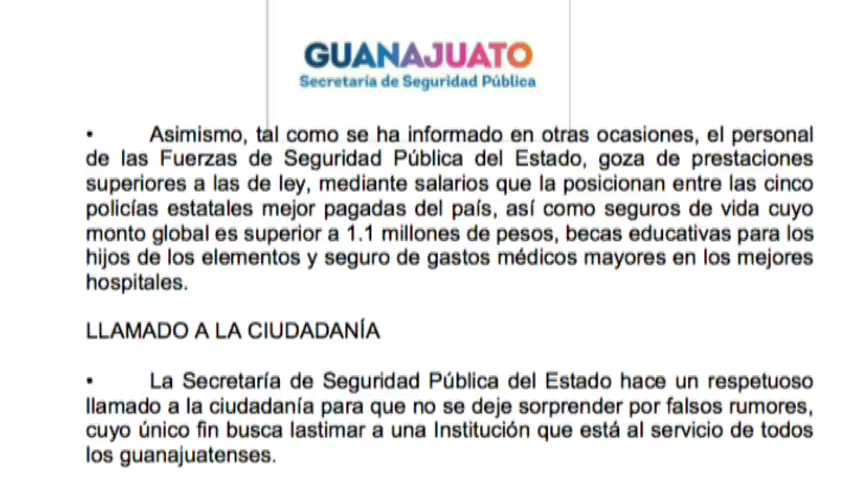 GUANAJUATO
Secretaría de Seguridad Pública
• Asimismo, tal como se ha informado en otras ocasiones, el personal
de las Fuerzas de Seguridad Pública del Estado, goza de prestaciones
superiores a las de ley, mediante salarios que la posicionan entre las cinco
policías estatales mejor pagadas del país, así como seguros de vida cuyo
monto global es superior a 1.1 millones de pesos, becas educativas para los
hijos de los elementos y seguro de gastos médicos mayores en los mejores
hospitales.
LLAMADO A LA CIUDADANÍA
• La Secretaría de Seguridad Pública del Estado hace un respetuoso
llamado a la ciudadanía para que no se deje sorprender por falsos rumores,
cuyo único fin busca lastimar a una Institución que está al servicio de todos
los guanajuatenses.